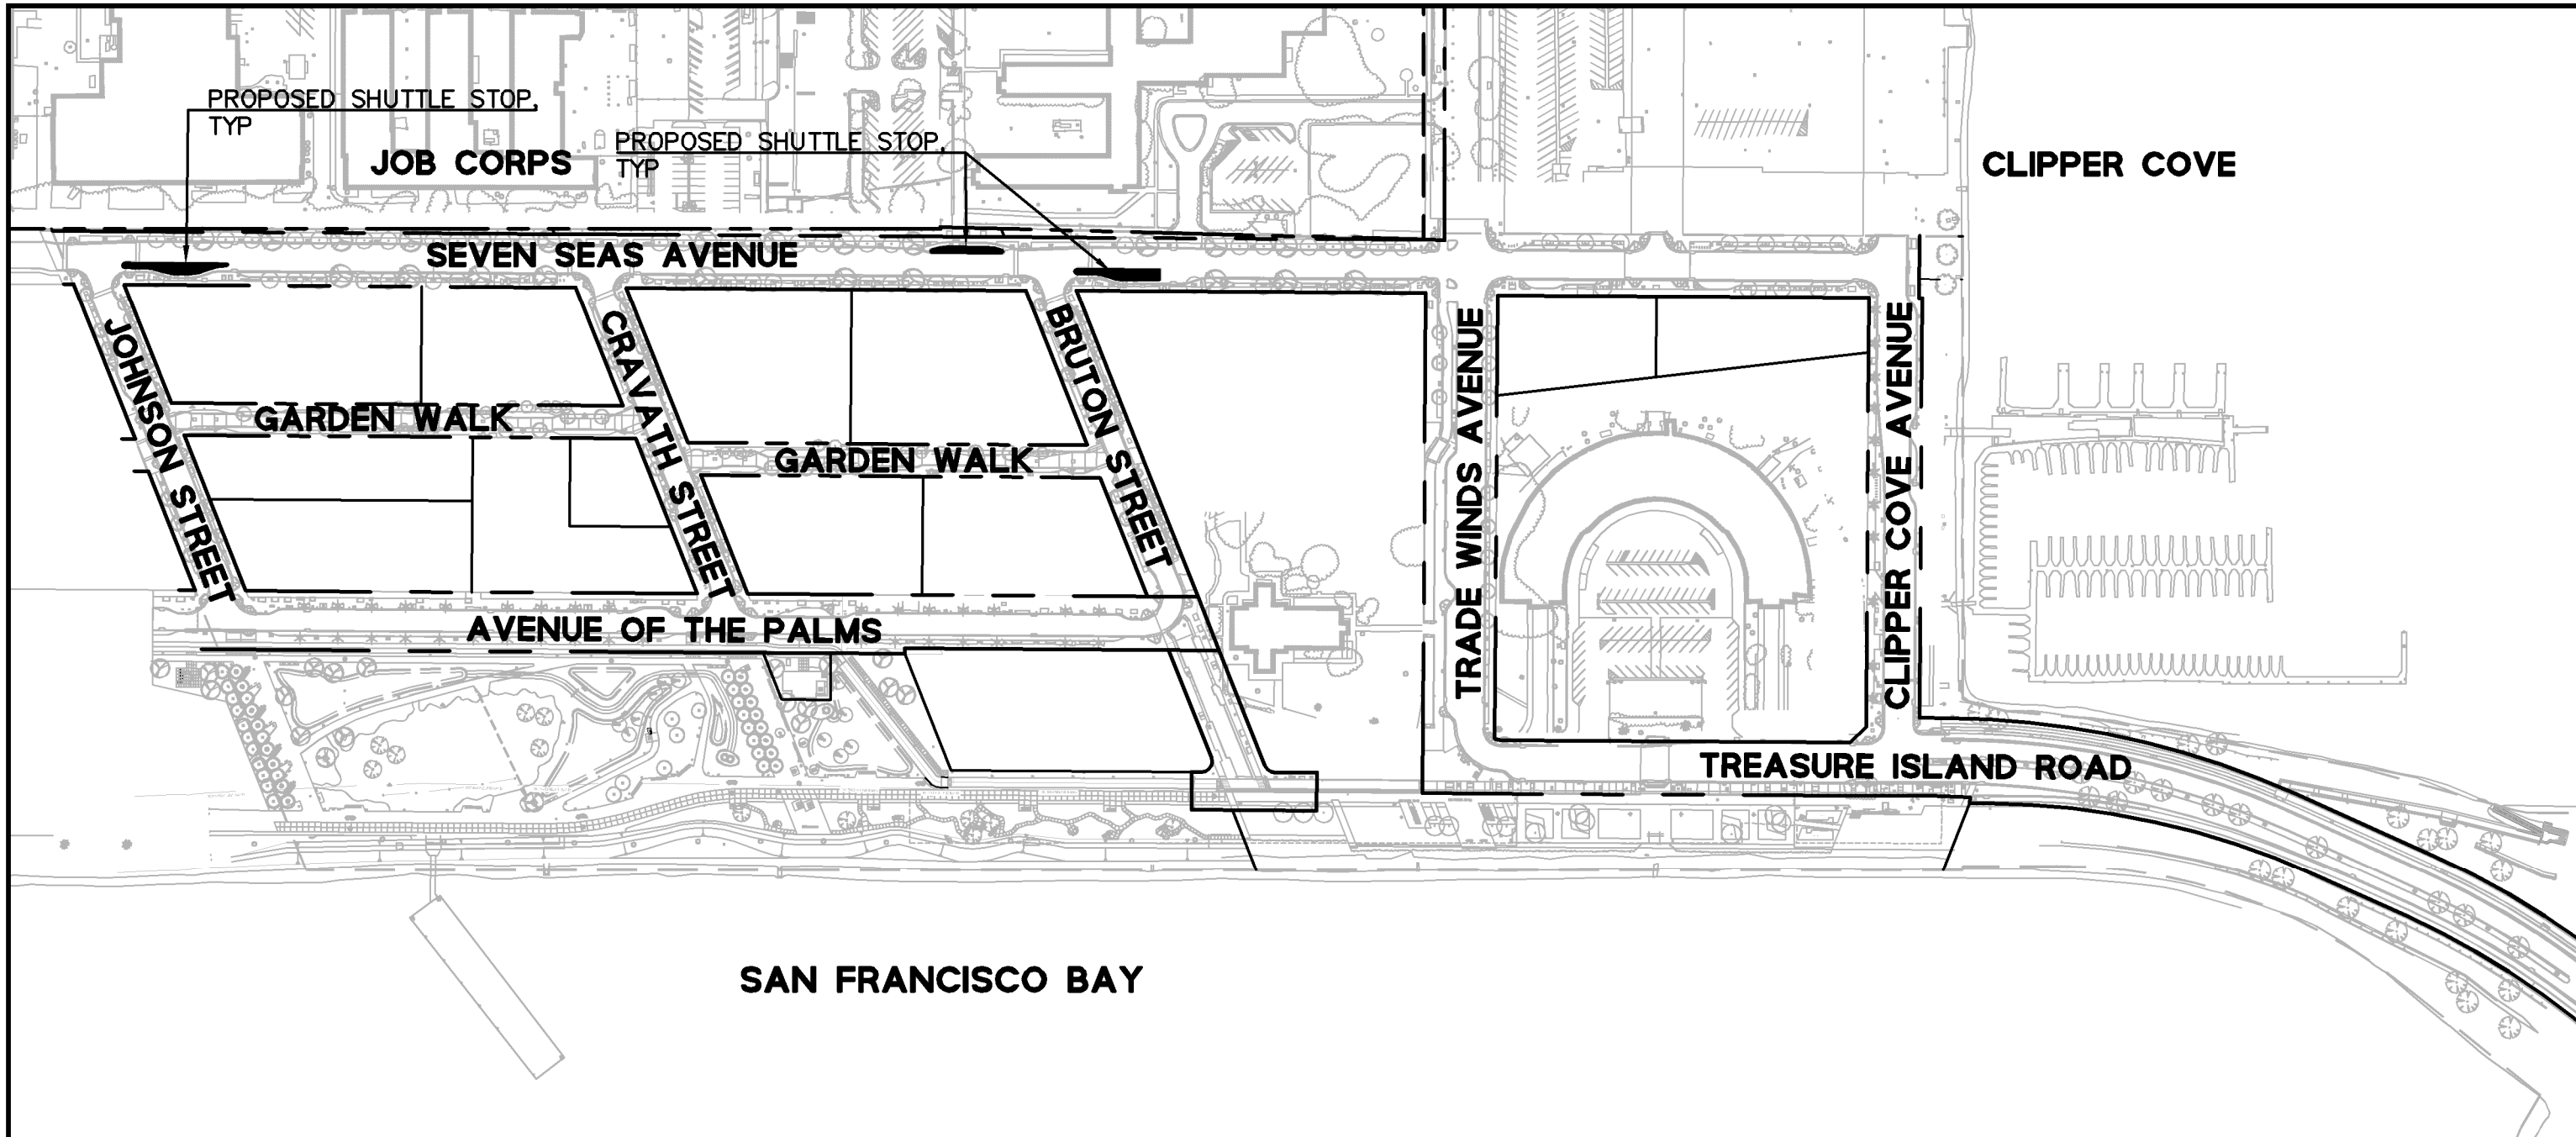 PROPOSED SHUTTLE STOP,
TYP
PROPOSED SHUTTLE STOP,
TYP
JOB CORPS
CLIPPER COVE
SEVEN SEAS AVENUE
JOHNSON STREET
CRAVATH STREET
BRUTON STREET
TRADE WINDS AVENUE
CLIPPER COVE AVENUE
GARDEN WALK
GARDEN WALK
AVENUE OF THE PALMS
TREASURE ISLAND ROAD
SAN FRANCISCO BAY